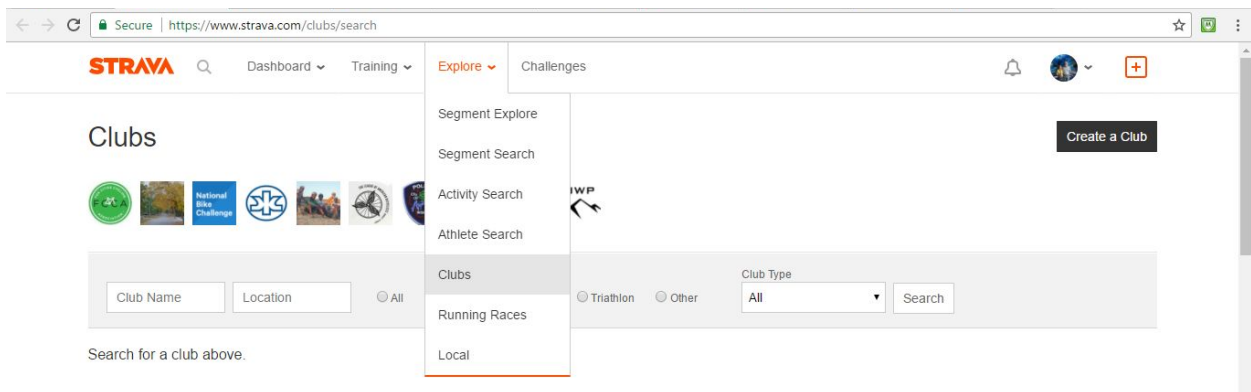 Secure | https://www.strava.com/clubs/search
STRAVA Dashboard Training Explore Challenges
Segment Explore
Segment Search
Activity Search
Athlete Search
Clubs
Running Races
Local
Clubs
Create a Club
FCCA
National
Bike
Challenge
IWP
Club Name Location All Triathlon Other
Club Type
All
Search
Search for a club above.